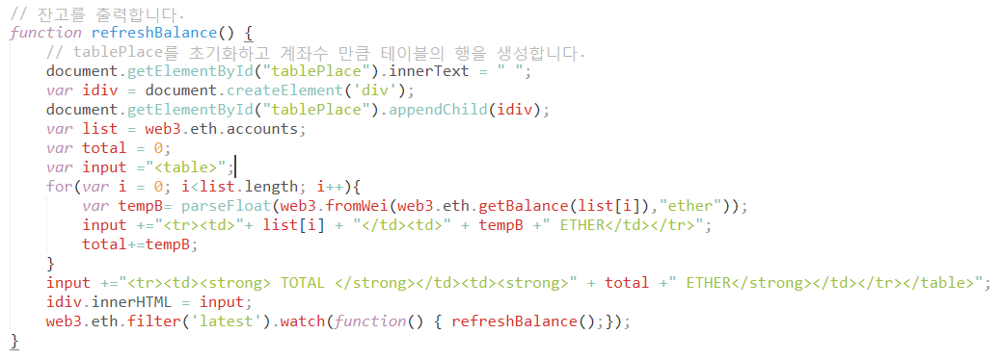 // 잔고를 출력합니다.
function refreshBalance() {
    // tablePlace를 초기화하고 계좌수 만큼 테이블의 행을 생성합니다.
    document.getElementById("tablePlace").innerText = " ";
    var idiv = document.createElement('div');
    document.getElementById("tablePlace").appendChild(idiv);
    var list = web3.eth.accounts;
    var total = 0;
    var input ="<table>";
    for(var i = 0; i<list.length; i++){
        var tempB= parseFloat(web3.fromWei(web3.eth.getBalance(list[i]),"ether"));
        input +="<tr><td>"+ list[i] + "</td><td>" + tempB +" ETHER</td></tr>";
        total+=tempB;
    }
    input +="<tr><td><strong> TOTAL </strong></td><td><strong>" + total +" ETHER</strong></td></tr></table>";
    idiv.innerHTML = input;
    web3.eth.filter('latest').watch(function() { refreshBalance();});
}